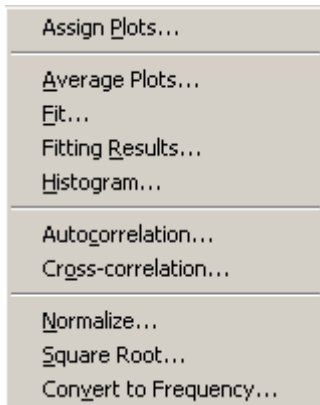 Assign Plots...
Average Plots...
Fit...
Fitting Results...
Histogram...
Autocorrelation...
Cross-correlation...
Normalize...
Square Root...
Convert to Frequency...